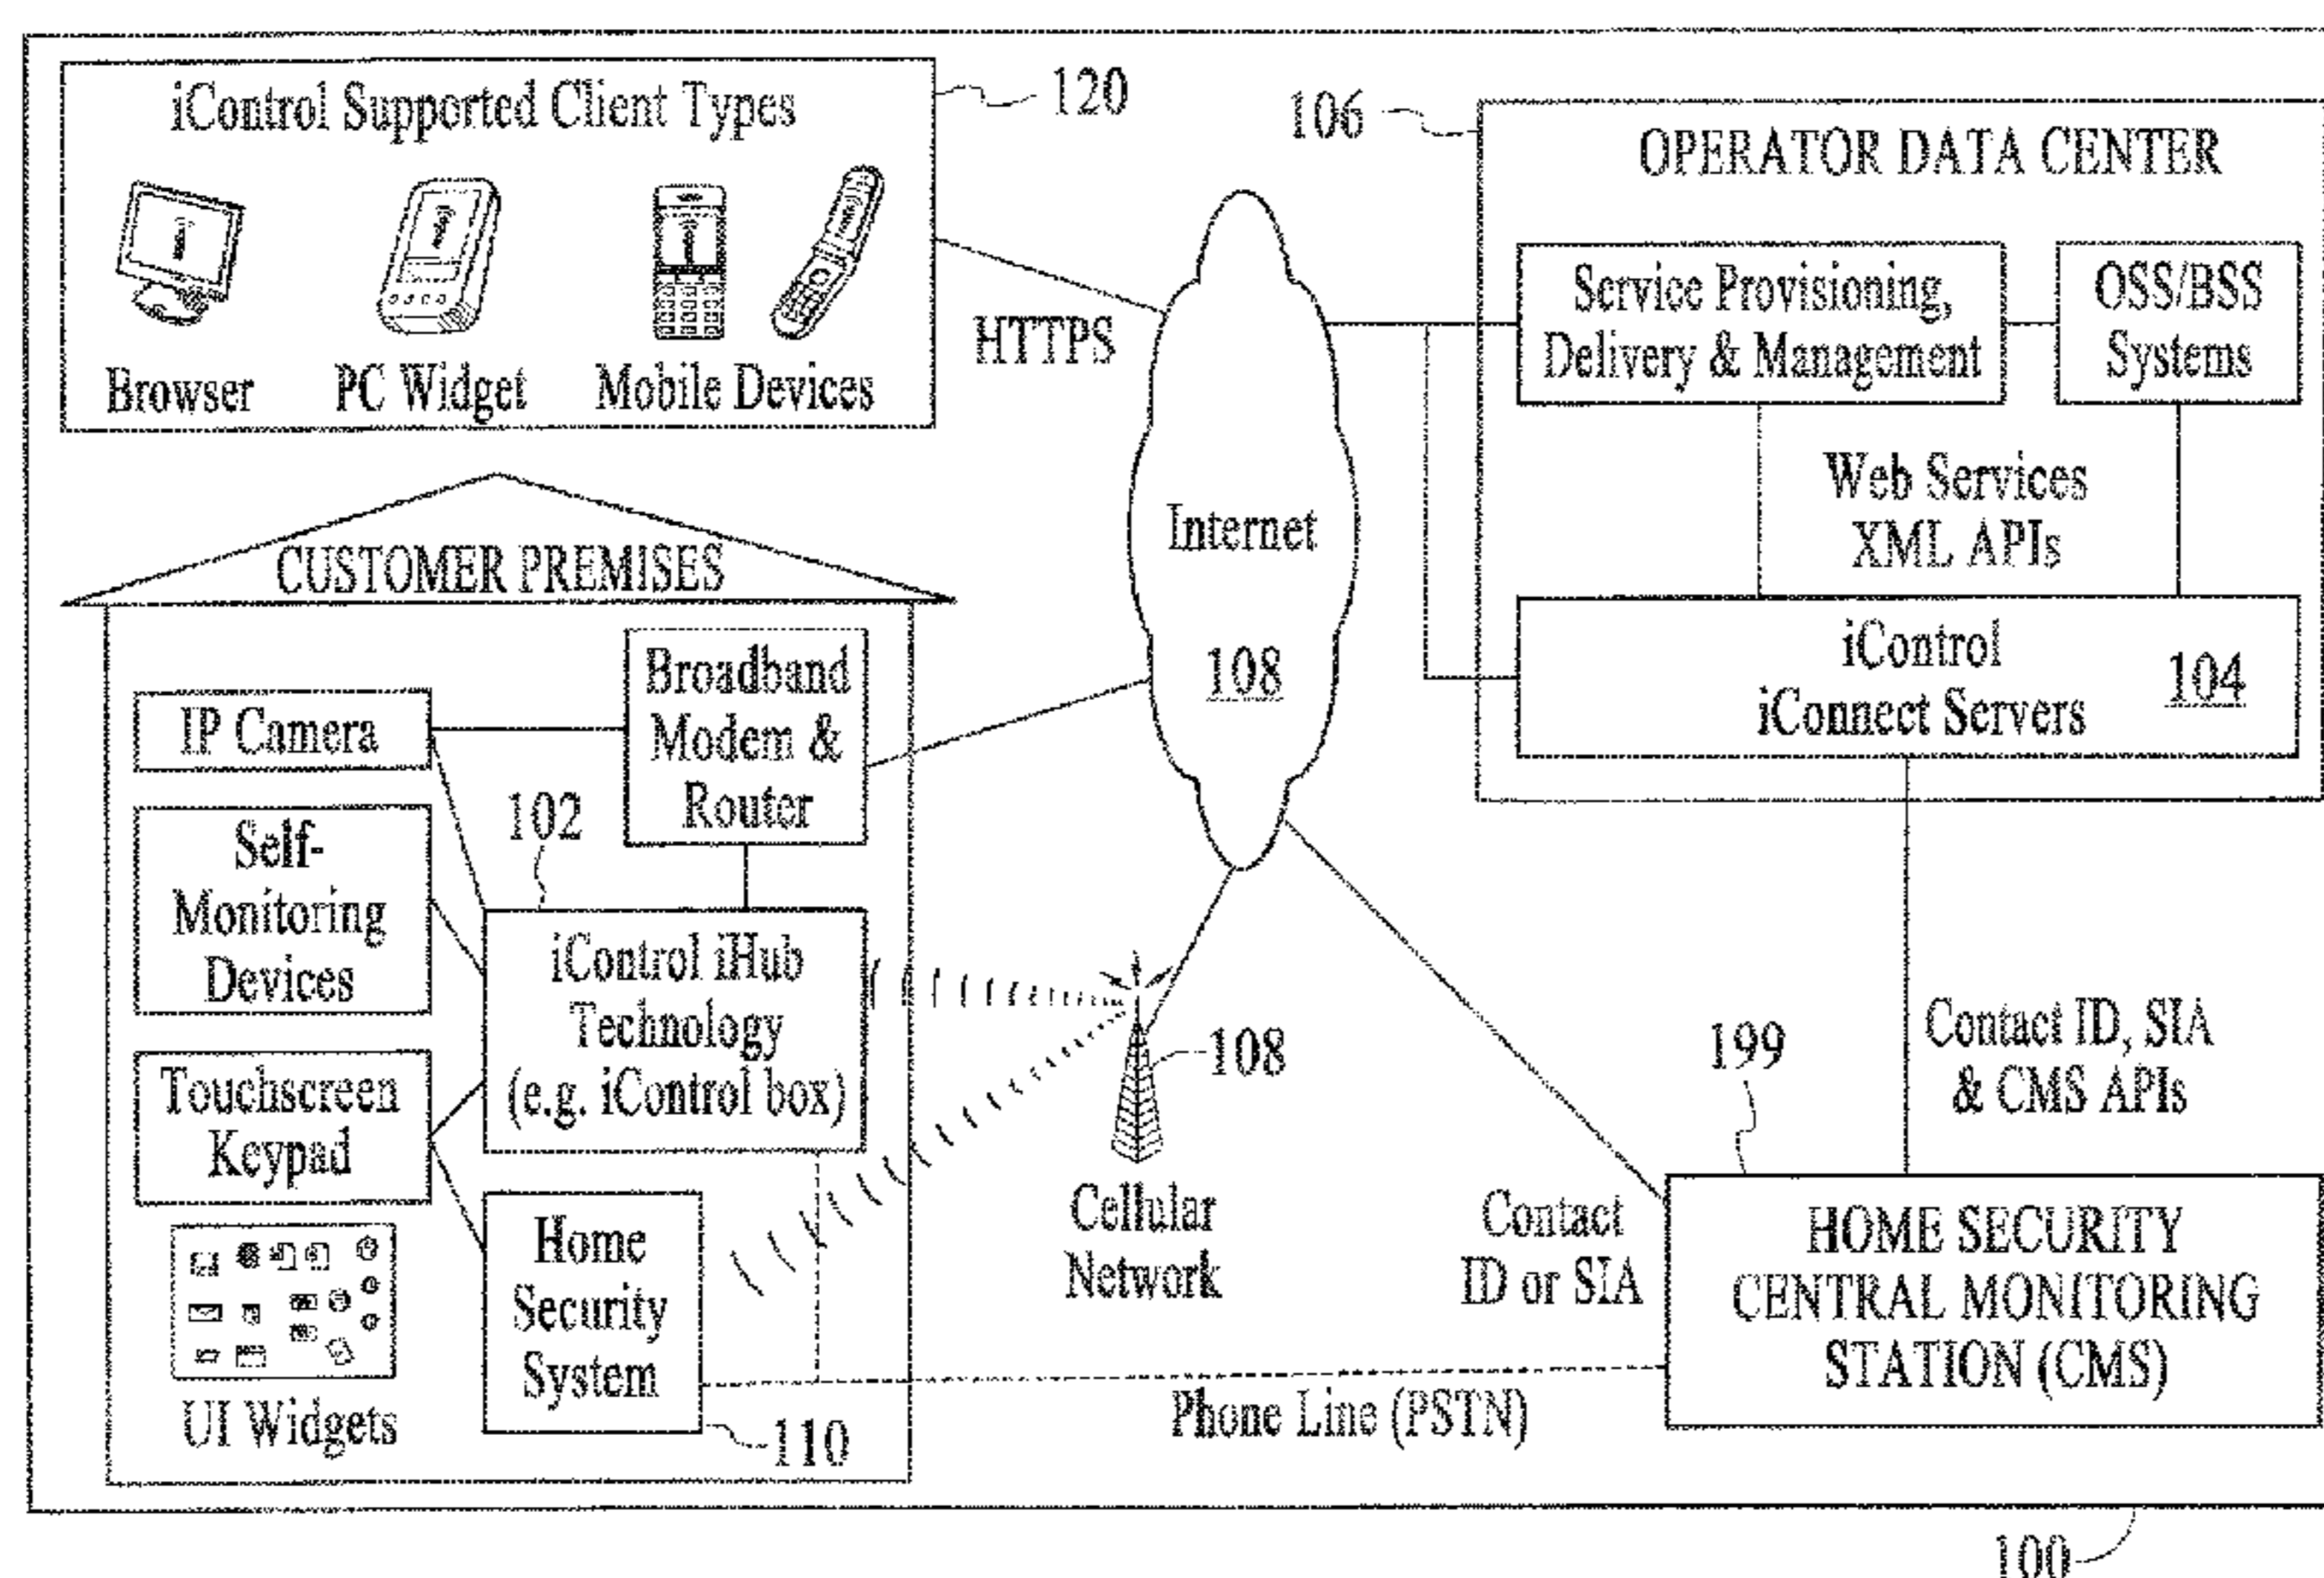 iControl Supported Client Types
120
Browser
PC Widget
Mobile Devices
HTTPS
106
OPERATOR DATA CENTER
Service Provisioning,
Delivery & Management
OSS/BSS
Systems
Web Services
XML APIs
iControl
iConnect Servers
104
Internet
108
CUSTOMER PREMISES
Broadband
Modem &
Router
IP Camera
102
Self-
Monitoring
Devices
iControl iHub
Technology
(e.g. iControl box)
Touchscreen
Keypad
Home
Security
System
110
UI Widgets
108
Cellular
Network
Contact ID, SIA
& CMS APIs
199
Contact
ID or SIA
HOME SECURITY
CENTRAL MONITORING
STATION (CMS)
Phone Line (PSTN)
100